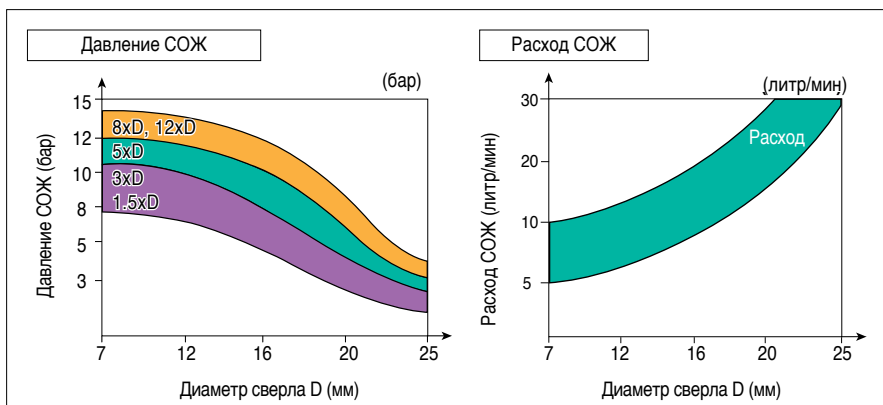 Давление СОЖ
(бар)
Давление СОЖ (бар)
15
12
10
8
5
3
8xD, 12xD
5xD
3xD
1.5xD
7 12 16 20 25
Диаметр сверла D (мм)
Расход СОЖ
(литр/мин)
Расход СОЖ (литр/мин)
30
20
10
5
Расход
7 12 16 20 25
Диаметр сверла D (мм)